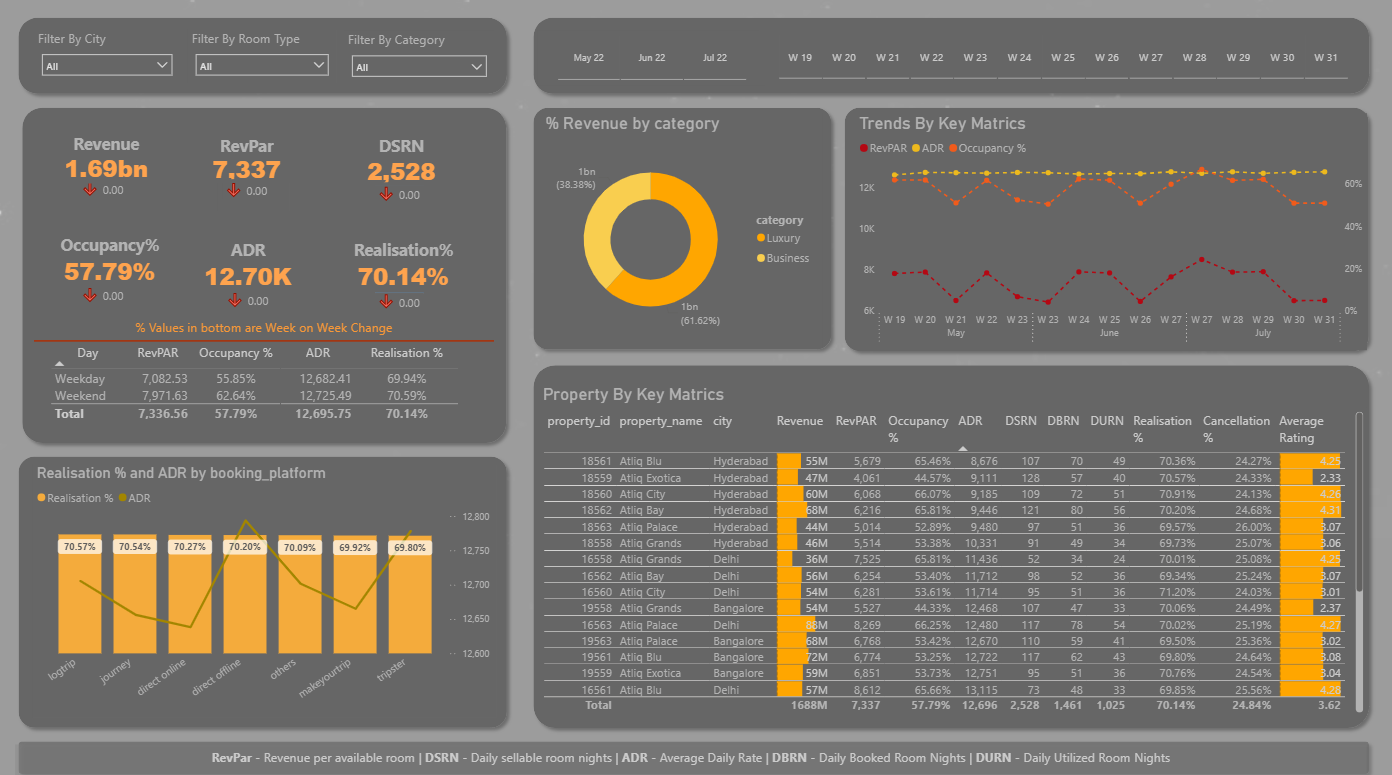 Filter By City
Filter By Room Type
Filter By Category
All
All
All
May 22 Jun 22 Jul 22 W 19 W 20 W 21 W 22 W 23 W 24 W 25 W 26 W 27 W 28 W 29 W 30 W 31
Revenue
1.69bn
0.00
RevPar
7,337
0.00
DSRN
2,528
0.00
Occupancy%
57.79%
0.00
ADR
12.70K
0.00
Realisation%
70.14%
0.00
% Values in bottom are Week on Week Change
Day RevPAR Occupancy % ADR Realisation %
Weekday 7,082.53 55.85% 12,682.41 69.94%
Weekend 7,971.63 62.64% 12,725.49 70.59%
Total 7,336.56 57.79% 12,695.75 70.14%
% Revenue by category
1bn
(38.38%)
1bn
(61.62%)
category
Luxury
Business
Trends By Key Matrics
RevPAR ADR Occupancy %
12K
10K
8K
6K
60%
40%
20%
0%
W 19 W 20 W 21 W 22 W 23 W 23 W 24 W 25 W 26 W 27 W 27 W 28 W 29 W 30 W 31
May June July
Realisation % and ADR by booking_platform
Realisation % ADR
70.57% 70.54% 70.27% 70.20% 70.09% 69.92% 69.80%
12,800
12,750
12,700
12,650
12,600
logtrip journey direct online direct offline others makeyourtrip tripster
Property By Key Matrics
property_id property_name city Revenue RevPAR Occupancy % ADR DSRN DBRN DURN Realisation % Cancellation % Average Rating
18561 Atliq Blu Hyderabad 55M 5,679 65.46% 8,676 107 70 49 70.36% 24.27% 4.25
18559 Atliq Exotica Hyderabad 47M 4,061 44.57% 9,111 128 57 40 70.57% 24.33% 2.33
18560 Atliq City Hyderabad 60M 6,068 66.07% 9,185 109 72 51 70.91% 24.13% 4.26
18562 Atliq Bay Hyderabad 68M 6,216 65.81% 9,446 121 80 56 70.20% 24.68% 4.31
18563 Atliq Palace Hyderabad 44M 5,014 52.89% 9,480 97 51 36 69.57% 26.00% 3.07
18558 Atliq Grands Hyderabad 46M 5,514 53.38% 10,331 91 49 34 69.73% 25.07% 3.06
16558 Atliq Grands Delhi 36M 7,525 65.81% 11,436 52 34 24 70.01% 25.08% 4.25
16562 Atliq Bay Delhi 56M 6,254 53.40% 11,712 98 52 36 69.34% 25.24% 3.07
16560 Atliq City Delhi 54M 6,281 53.61% 11,714 95 51 36 71.20% 24.03% 3.01
19558 Atliq Grands Bangalore 54M 5,527 44.33% 12,468 107 47 33 70.06% 24.49% 2.37
16563 Atliq Palace Delhi 88M 8,269 66.25% 12,480 117 78 54 70.02% 25.19% 4.27
19563 Atliq Palace Bangalore 68M 6,768 53.42% 12,670 110 59 41 69.50% 25.36% 3.02
19561 Atliq Blu Bangalore 72M 6,774 53.25% 12,722 117 62 43 69.80% 24.64% 3.08
19559 Atliq Exotica Bangalore 59M 6,851 53.73% 12,751 95 51 36 70.76% 24.54% 3.04
16561 Atliq Blu Delhi 57M 8,612 65.66% 13,115 73 48 33 69.85% 25.56% 4.28
Total 1688M 7,337 57.79% 12,696 2,528 1,461 1,025 70.14% 24.84% 3.62
RevPar - Revenue per available room | DSRN - Daily sellable room nights | ADR - Average Daily Rate | DBRN - Daily Booked Room Nights | DURN - Daily Utilized Room Nights